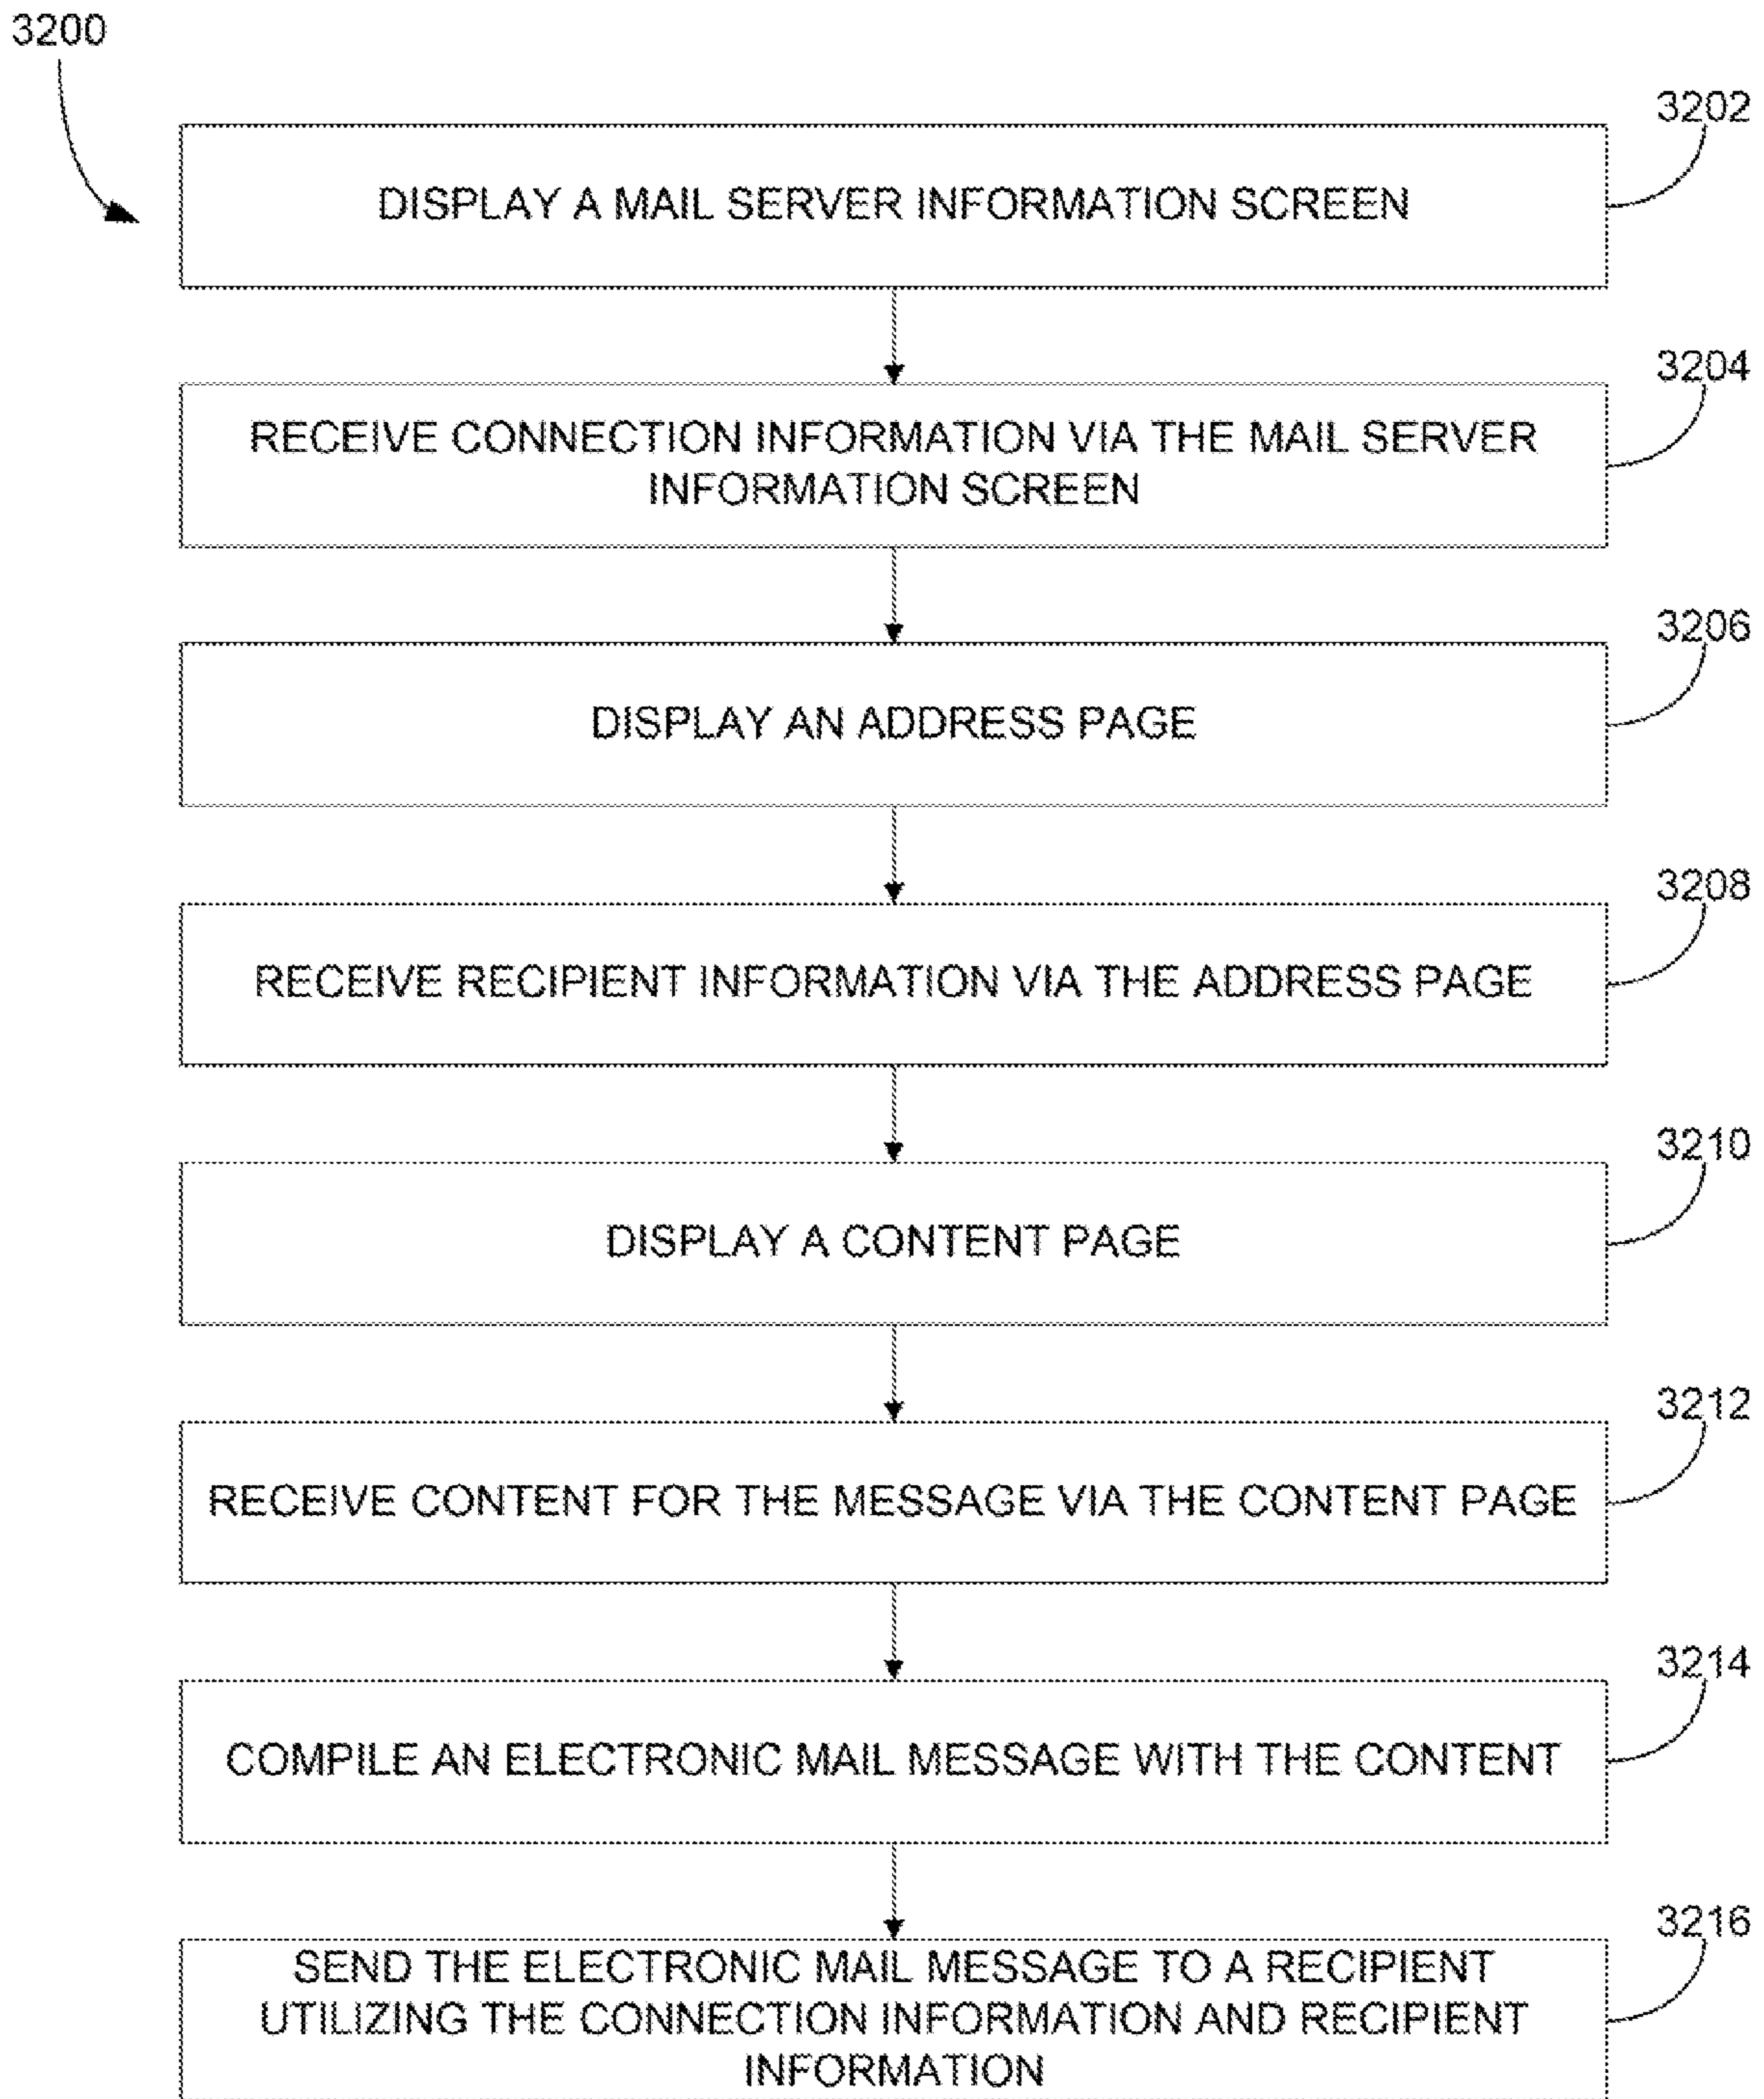 3200
3202
DISPLAY A MAIL SERVER INFORMATION SCREEN
3204
RECEIVE CONNECTION INFORMATION VIA THE MAIL SERVER
INFORMATION SCREEN
3206
DISPLAY AN ADDRESS PAGE
3208
RECEIVE RECIPIENT INFORMATION VIA THE ADDRESS PAGE
3210
DISPLAY A CONTENT PAGE
3212
RECEIVE CONTENT FOR THE MESSAGE VIA THE CONTENT PAGE
3214
COMPILE AN ELECTRONIC MAIL MESSAGE WITH THE CONTENT
3216
SEND THE ELECTRONIC MAIL MESSAGE TO A RECIPIENT
UTILIZING THE CONNECTION INFORMATION AND RECIPIENT
INFORMATION